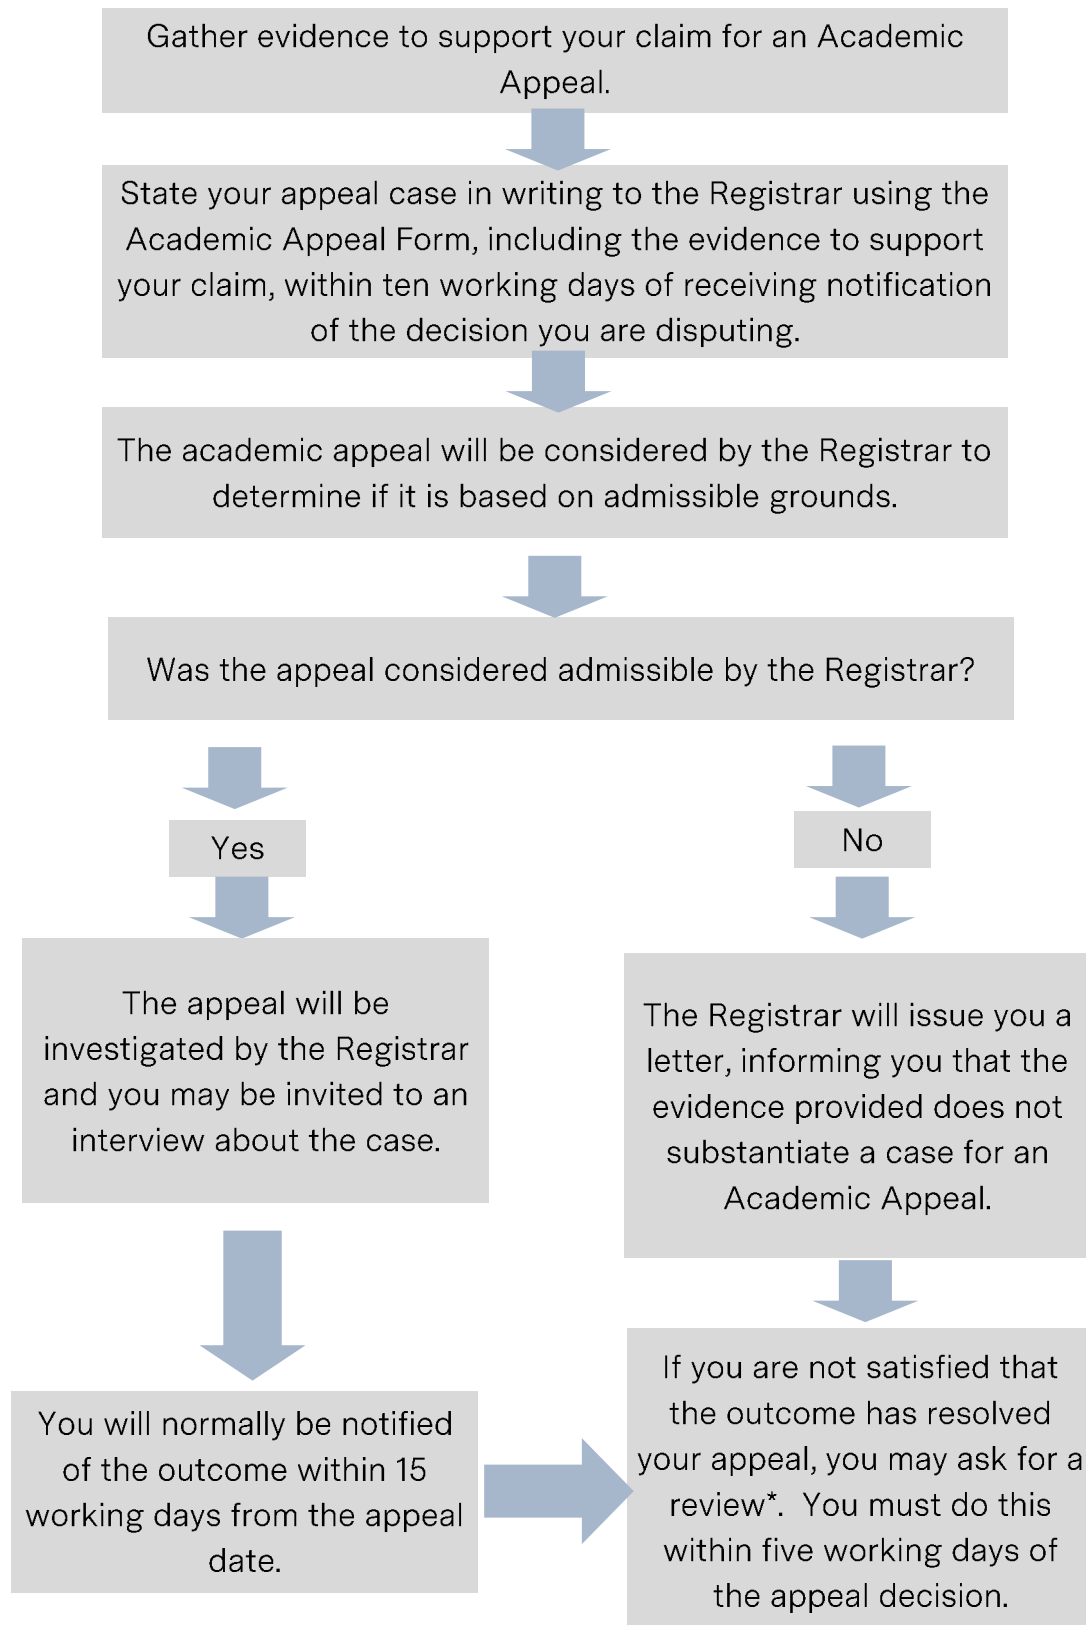 Gather evidence to support your claim for an Academic
Appeal.
State your appeal case in writing to the Registrar using the
Academic Appeal Form, including the evidence to support
your claim, within ten working days of receiving notification
of the decision you are disputing.
The academic appeal will be considered by the Registrar to
determine if it is based on admissible grounds.
Was the appeal considered admissible by the Registrar?
Yes
The appeal will be
investigated by the Registrar
and you may be invited to an
interview about the case.
You will normally be notified
of the outcome within 15
working days from the appeal
date.
No
The Registrar will issue you a
letter, informing you that the
evidence provided does not
substantiate a case for an
Academic Appeal.
If you are not satisfied that
the outcome has resolved
your appeal, you may ask for a
review*. You must do this
within five working days of
the appeal decision.